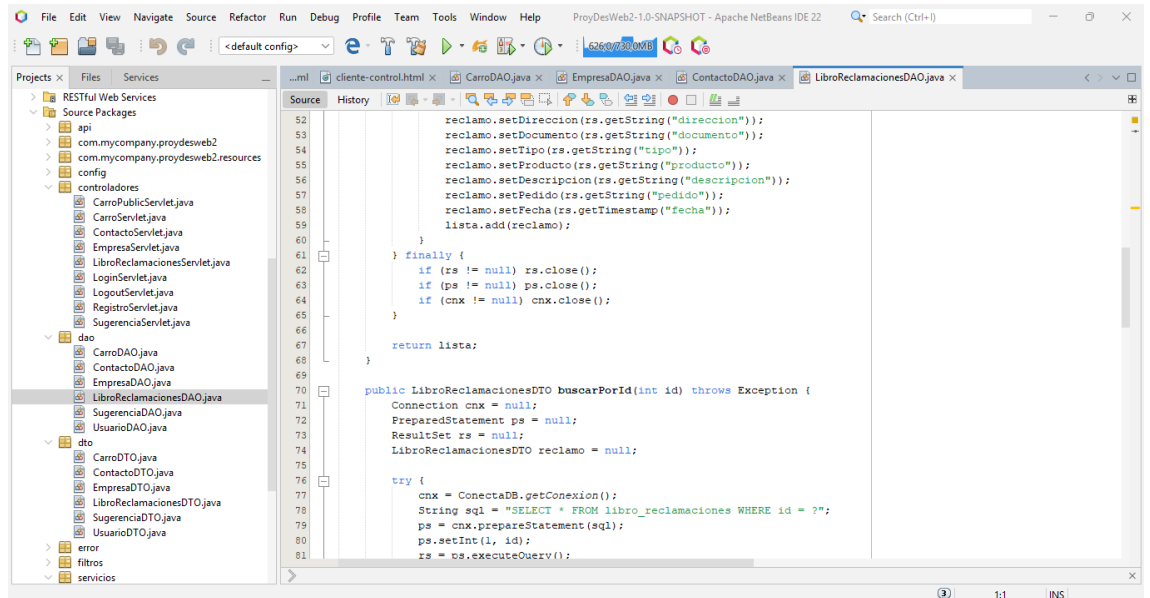 File Edit View Navigate Source Refactor Run Debug Profile Team Tools Window Help ProyDesWeb2-1.0-SNAPSHOT - Apache NetBeans IDE 22 Search (Ctrl+I)
<default config> 626,0/730,0MB
Projects Files Services
...ml cliente-control.html CarroDAO.java EmpresaDAO.java ContactoDAO.java LibroReclamacionesDAO.java
Source History
RESTful Web Services
Source Packages
api
com.mycompany.proydesweb2
com.mycompany.proydesweb2.resources
config
controladores
CarroPublicServlet.java
CarroServlet.java
ContactoServlet.java
EmpresaServlet.java
LibroReclamacionesServlet.java
LoginServlet.java
LogoutServlet.java
RegistroServlet.java
SugerenciaServlet.java
dao
CarroDAO.java
ContactoDAO.java
EmpresaDAO.java
LibroReclamacionesDAO.java
SugerenciaDAO.java
UsuarioDAO.java
dto
CarroDTO.java
ContactoDTO.java
EmpresaDTO.java
LibroReclamacionesDTO.java
SugerenciaDTO.java
UsuarioDTO.java
error
filtros
servicios
52 reclamo.setDireccion(rs.getString("direccion"));
53 reclamo.setDocumento(rs.getString("documento"));
54 reclamo.setTipo(rs.getString("tipo"));
55 reclamo.setProducto(rs.getString("producto"));
56 reclamo.setDescripcion(rs.getString("descripcion"));
57 reclamo.setPedido(rs.getString("pedido"));
58 reclamo.setFecha(rs.getTimestamp("fecha"));
59 lista.add(reclamo);
60 }
61 } finally {
62 if (rs != null) rs.close();
63 if (ps != null) ps.close();
64 if (cnx != null) cnx.close();
65 }
66
67 return lista;
68 }
69
70 public LibroReclamacionesDTO buscarPorId(int id) throws Exception {
71 Connection cnx = null;
72 PreparedStatement ps = null;
73 ResultSet rs = null;
74 LibroReclamacionesDTO reclamo = null;
75
76 try {
77 cnx = ConectaDB.getConexion();
78 String sql = "SELECT * FROM libro_reclamaciones WHERE id = ?";
79 ps = cnx.prepareStatement(sql);
80 ps.setInt(1, id);
81 rs = ps.executeQuery();
3 1:1 INS